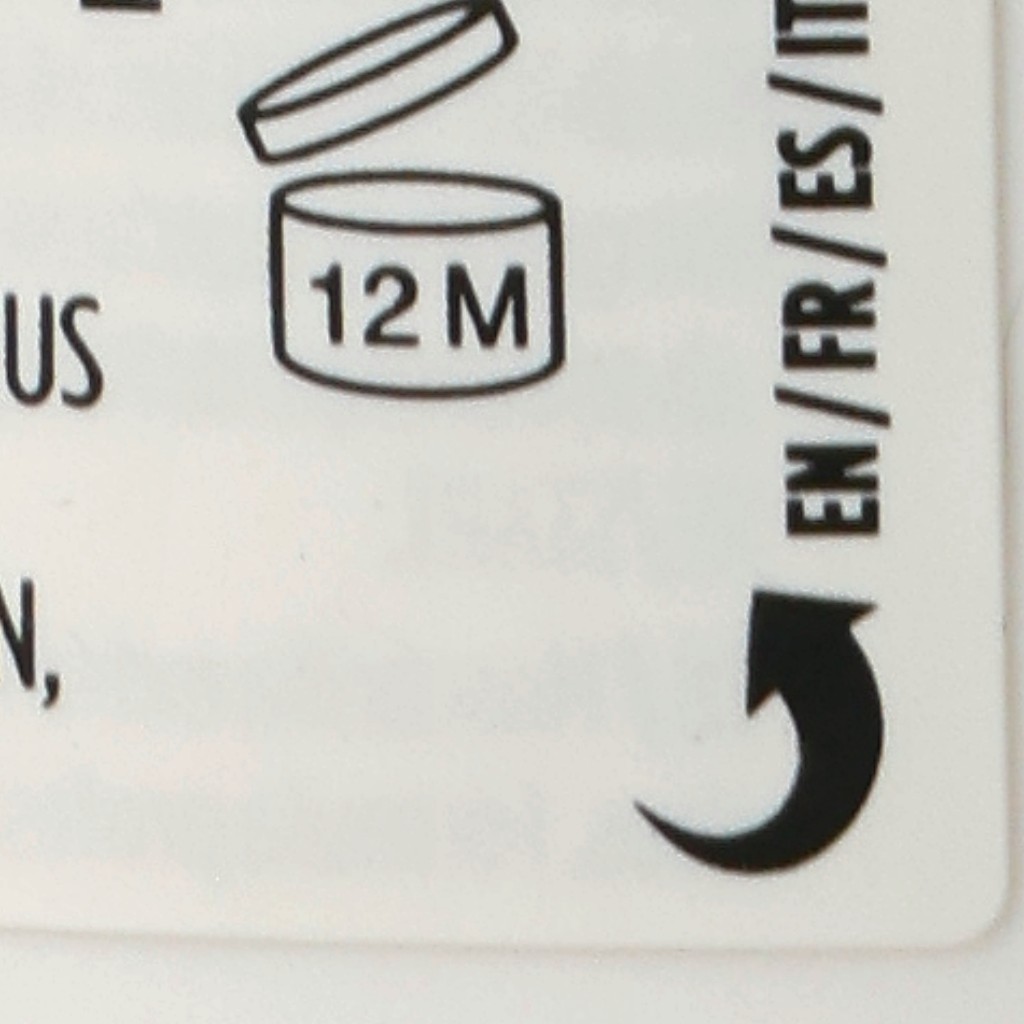 US
12 M
N,
EN/FR/ES/IT